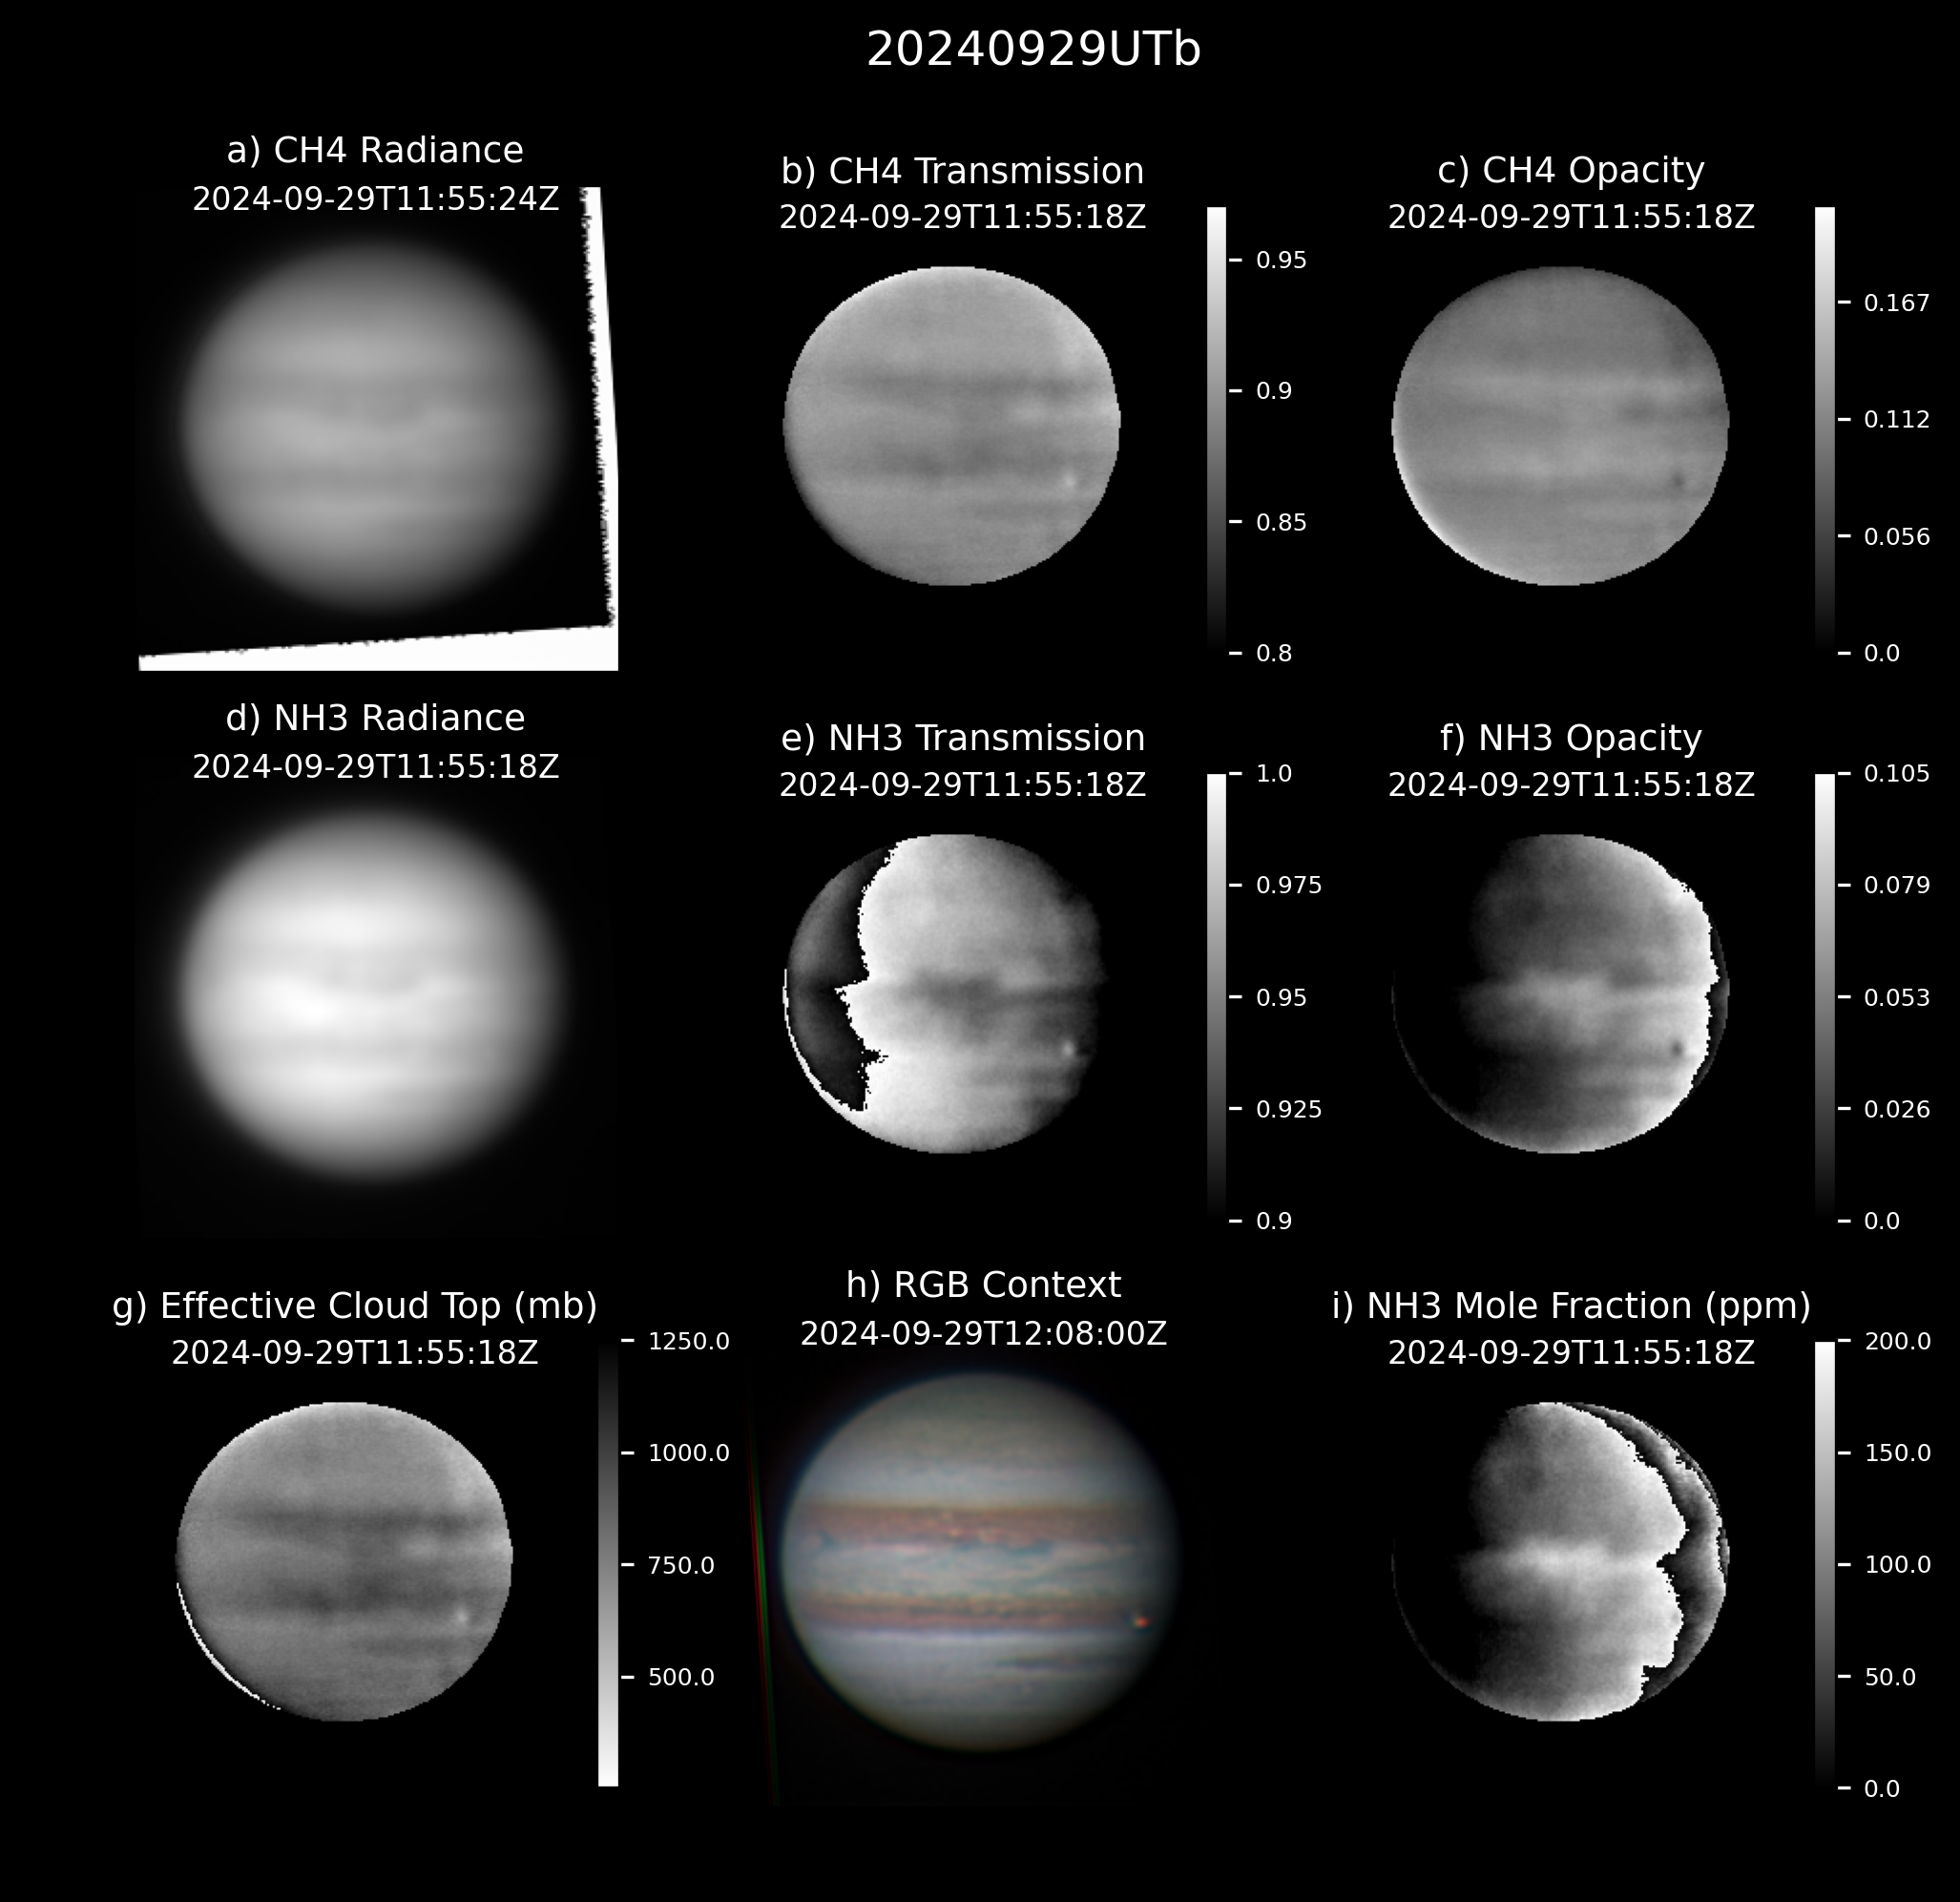 20240929UTb
a) CH4 Radiance
2024-09-29T11:55:24Z
b) CH4 Transmission
2024-09-29T11:55:18Z
0.95
0.9
0.85
0.8
c) CH4 Opacity
2024-09-29T11:55:18Z
0.167
0.112
0.056
0.0
d) NH3 Radiance
2024-09-29T11:55:18Z
e) NH3 Transmission
2024-09-29T11:55:18Z
1.0
0.975
0.95
0.925
0.9
f) NH3 Opacity
2024-09-29T11:55:18Z
0.105
0.079
0.053
0.026
0.0
g) Effective Cloud Top (mb)
2024-09-29T11:55:18Z
1250.0
1000.0
750.0
500.0
h) RGB Context
2024-09-29T12:08:00Z
i) NH3 Mole Fraction (ppm)
2024-09-29T11:55:18Z
200.0
150.0
100.0
50.0
0.0